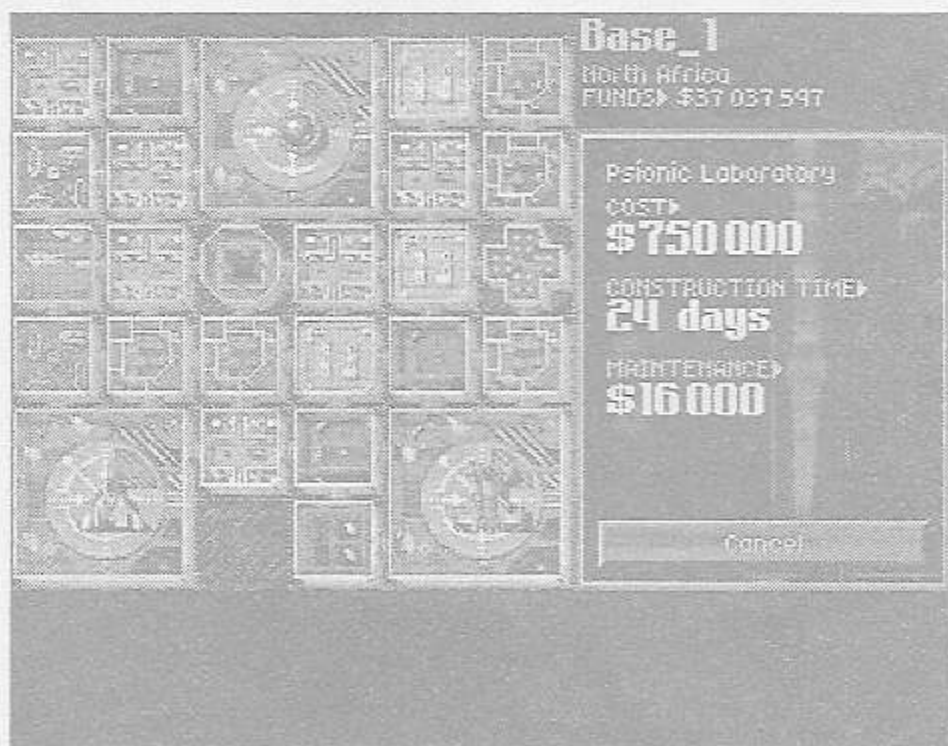 Base_1
North Africa
FUNDS▶ $37 037 597
Psionic Laboratory
COST▶
$750 000
CONSTRUCTION TIME▶
24 days
MAINTENANCE▶
$16 000
Cancel